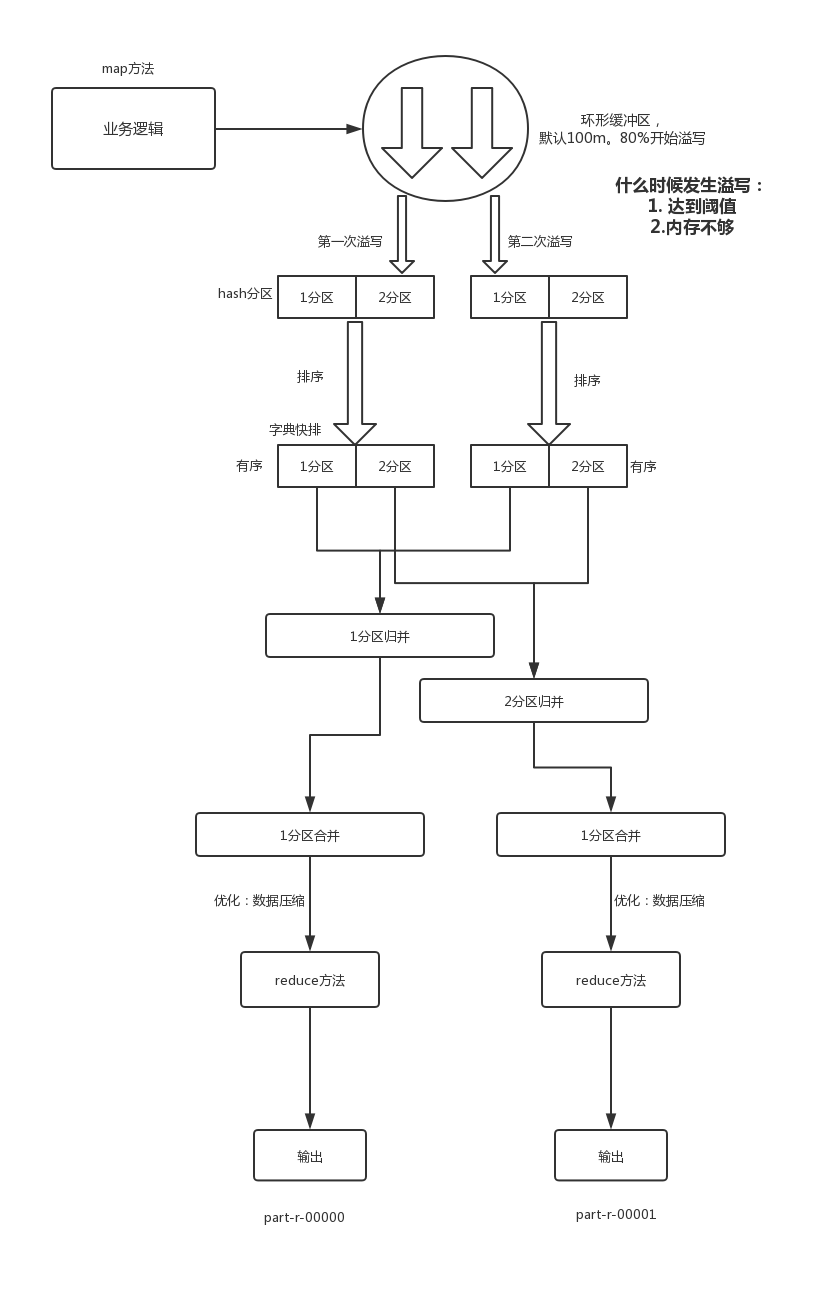 map方法
业务逻辑
环形缓冲区，
默认100m。80%开始溢写
什么时候发生溢写：
1. 达到阈值
2.内存不够
第一次溢写
第二次溢写
hash分区
1分区
2分区
1分区
2分区
排序
排序
字典快排
有序
1分区
2分区
1分区
2分区
有序
1分区归并
2分区归并
1分区合并
1分区合并
优化：数据压缩
优化：数据压缩
reduce方法
reduce方法
输出
输出
part-r-00000
part-r-00001